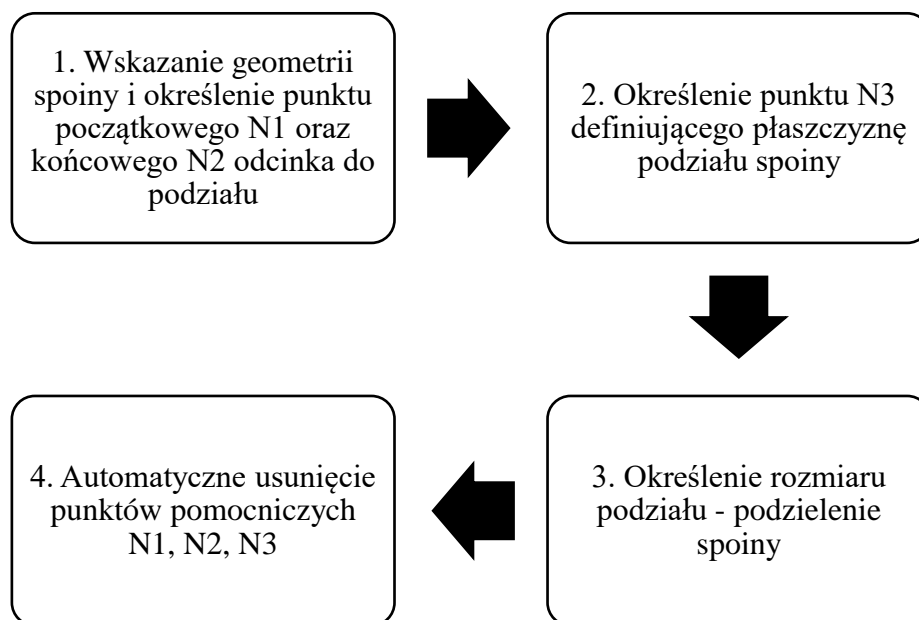 1. Wskazanie geometrii
spoiny i określenie punktu
początkowego N1 oraz
końcowego N2 odcinka do
podziału
2. Określenie punktu N3
definiującego płaszczyznę
podziału spoiny
3. Określenie rozmiaru
podziału - podzielenie
spoiny
4. Automatyczne usunięcie
punktów pomocniczych
N1, N2, N3